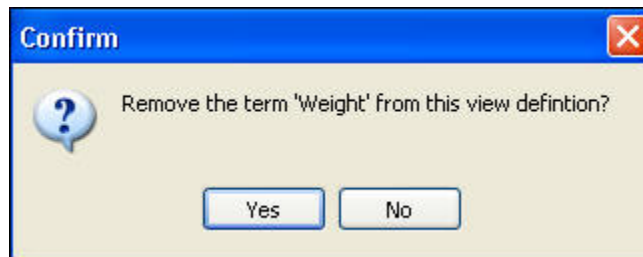 Confirm
Remove the term 'Weight' from this view defintion?
Yes No